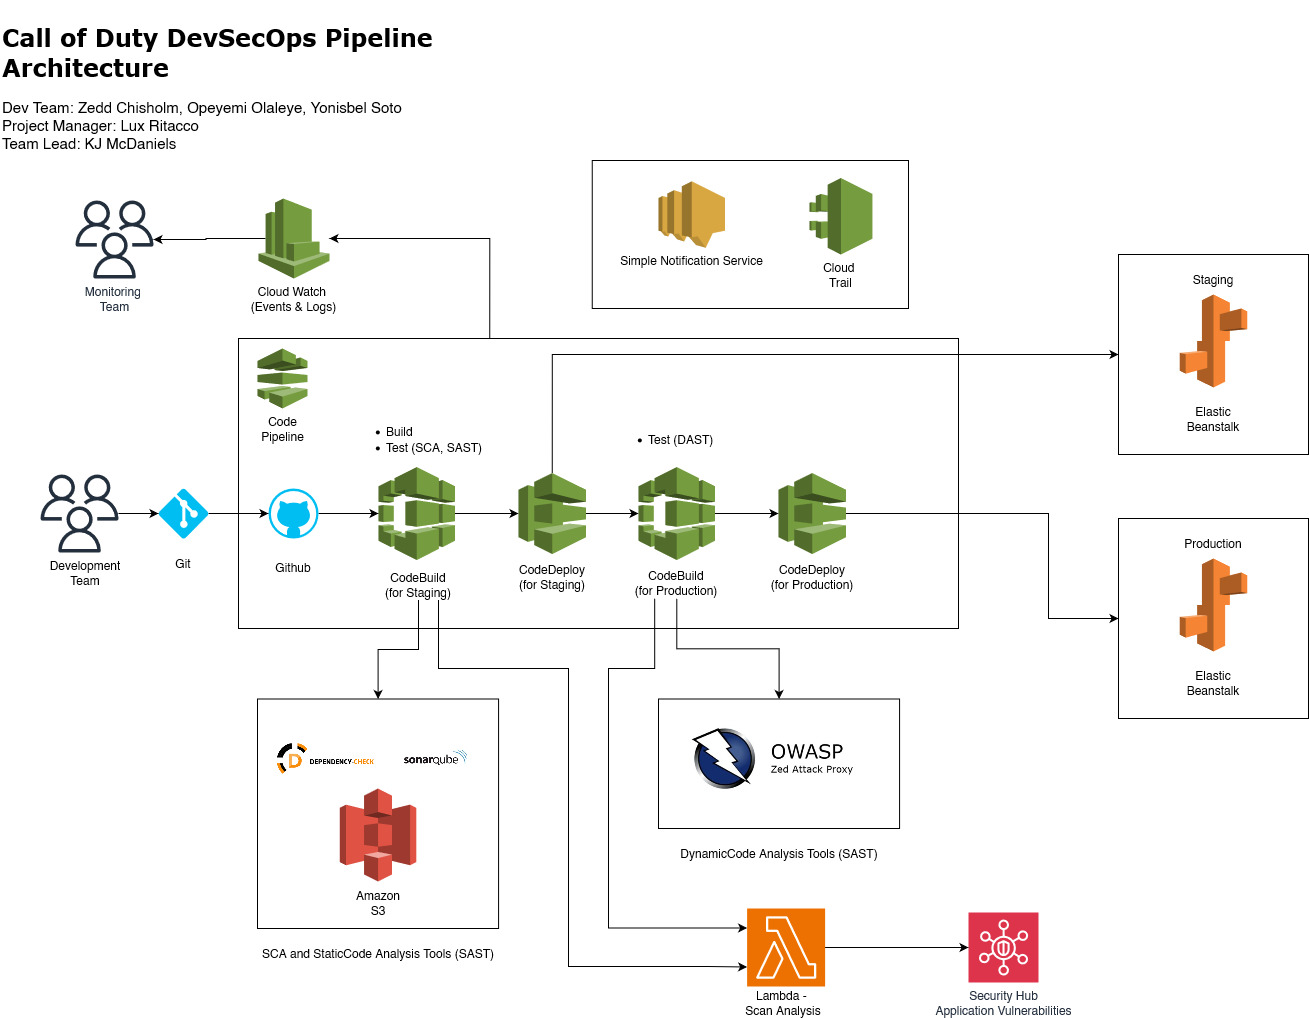 Call of Duty DevSecOps Pipeline
Architecture
Dev Team: Zedd Chisholm, Opeyemi Olaleye, Yonisbel Soto
Project Manager: Lux Ritacco
Team Lead: KJ McDaniels
Simple Notification Service
Cloud
Trail
Monitoring
Team
Cloud Watch
(Events & Logs)
Staging
Elastic
Beanstalk
Code
Pipeline
• Build
• Test (SCA, SAST)
• Test (DAST)
Development
Team
Git
Github
CodeBuild
(for Staging)
CodeDeploy
(for Staging)
CodeBuild
(for Production)
CodeDeploy
(for Production)
Production
Elastic
Beanstalk
D
DEPENDENCY-CHECK
sonarqube
Amazon
S3
SCA and StaticCode Analysis Tools (SAST)
OWASP
Zed Attack Proxy
DynamicCode Analysis Tools (SAST)
Lambda -
Scan Analysis
Security Hub
Application Vulnerabilities